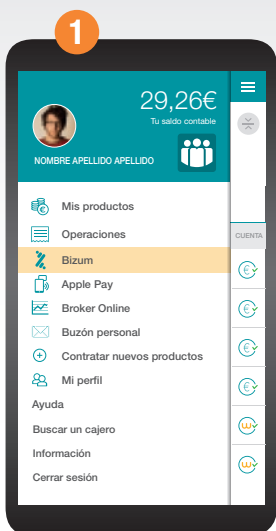 1
29,26€
Tu saldo contable
NOMBRE APELLIDO APELLIDO
Mis productos
Operaciones
CUENTA
Bizum
Apple Pay
Broker Online
Buzón personal
Contratar nuevos productos
Mi perfil
Ayuda
Buscar un cajero
Información
Cerrar sesión